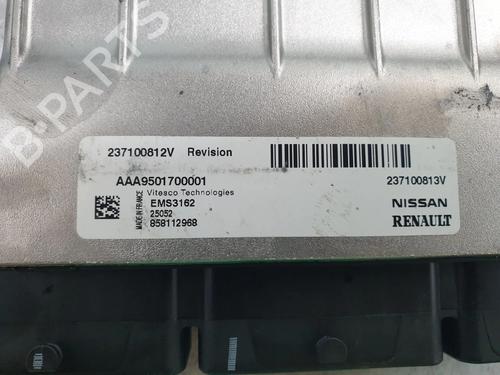 B-PARTS
237100812V Revision
AAA9501700001 237100813V
Vitesco Technologies
MADE IN FRANCE
EMS3162 NISSAN
25052 RENAULT
858112968